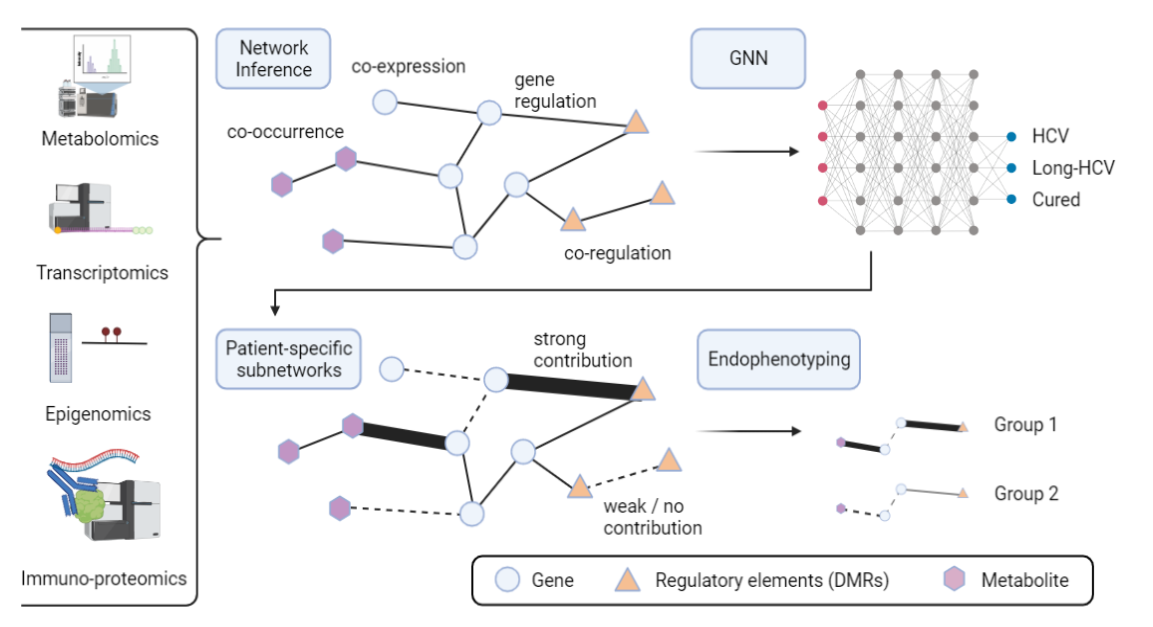 Metabolomics
Transcriptomics
Epigenomics
Immuno-proteomics
Network
Inference
co-expression
gene
regulation
co-occurrence
co-regulation
GNN
HCV
Long-HCV
Cured
Patient-specific
subnetworks
strong
contribution
weak / no
contribution
Endophenotyping
Group 1
Group 2
Gene
Regulatory elements (DMRs)
Metabolite